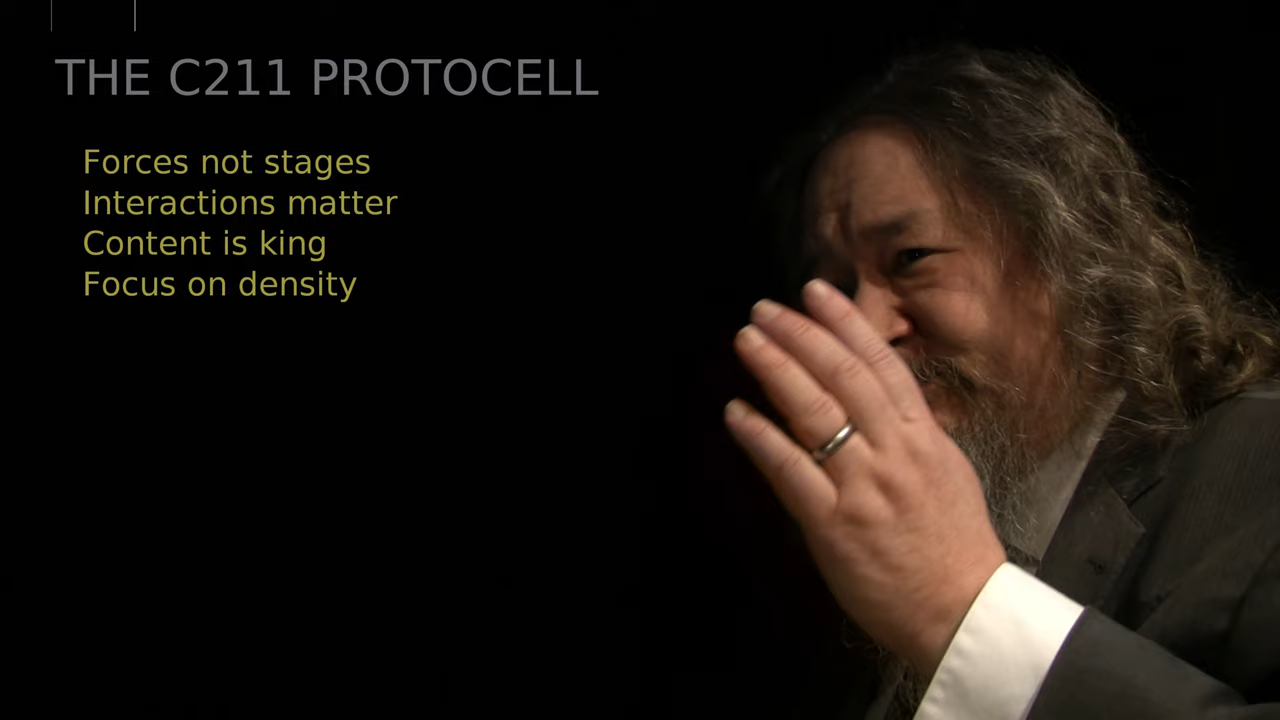 THE C211 PROTOCELL
Forces not stages
Interactions matter
Content is king
Focus on density